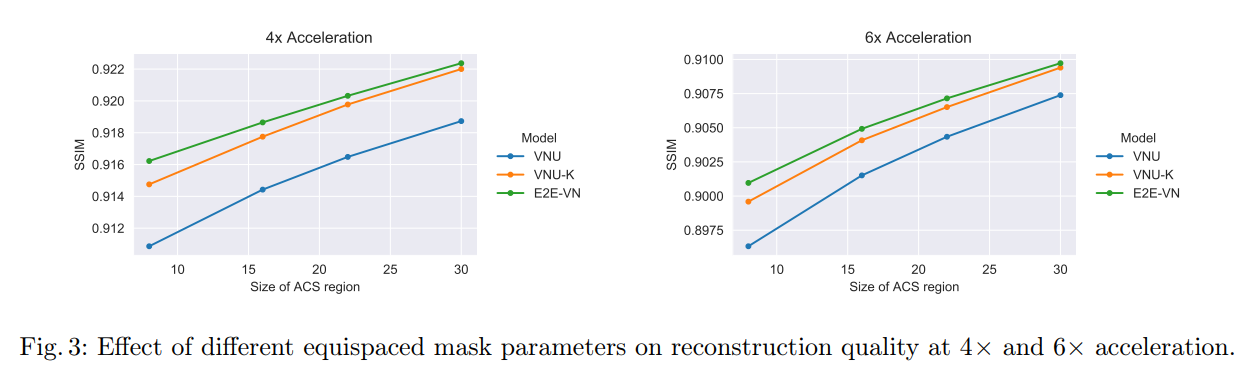 4x Acceleration
0.922
0.920
0.918
0.916
0.914
0.912
SSIM
10 15 20 25 30
Size of ACS region
Model
VNU
VNU-K
E2E-VN
6x Acceleration
0.9100
0.9075
0.9050
0.9025
0.9000
0.8975
SSIM
10 15 20 25 30
Size of ACS region
Model
VNU
VNU-K
E2E-VN
Fig. 3: Effect of different equispaced mask parameters on reconstruction quality at 4× and 6× acceleration.